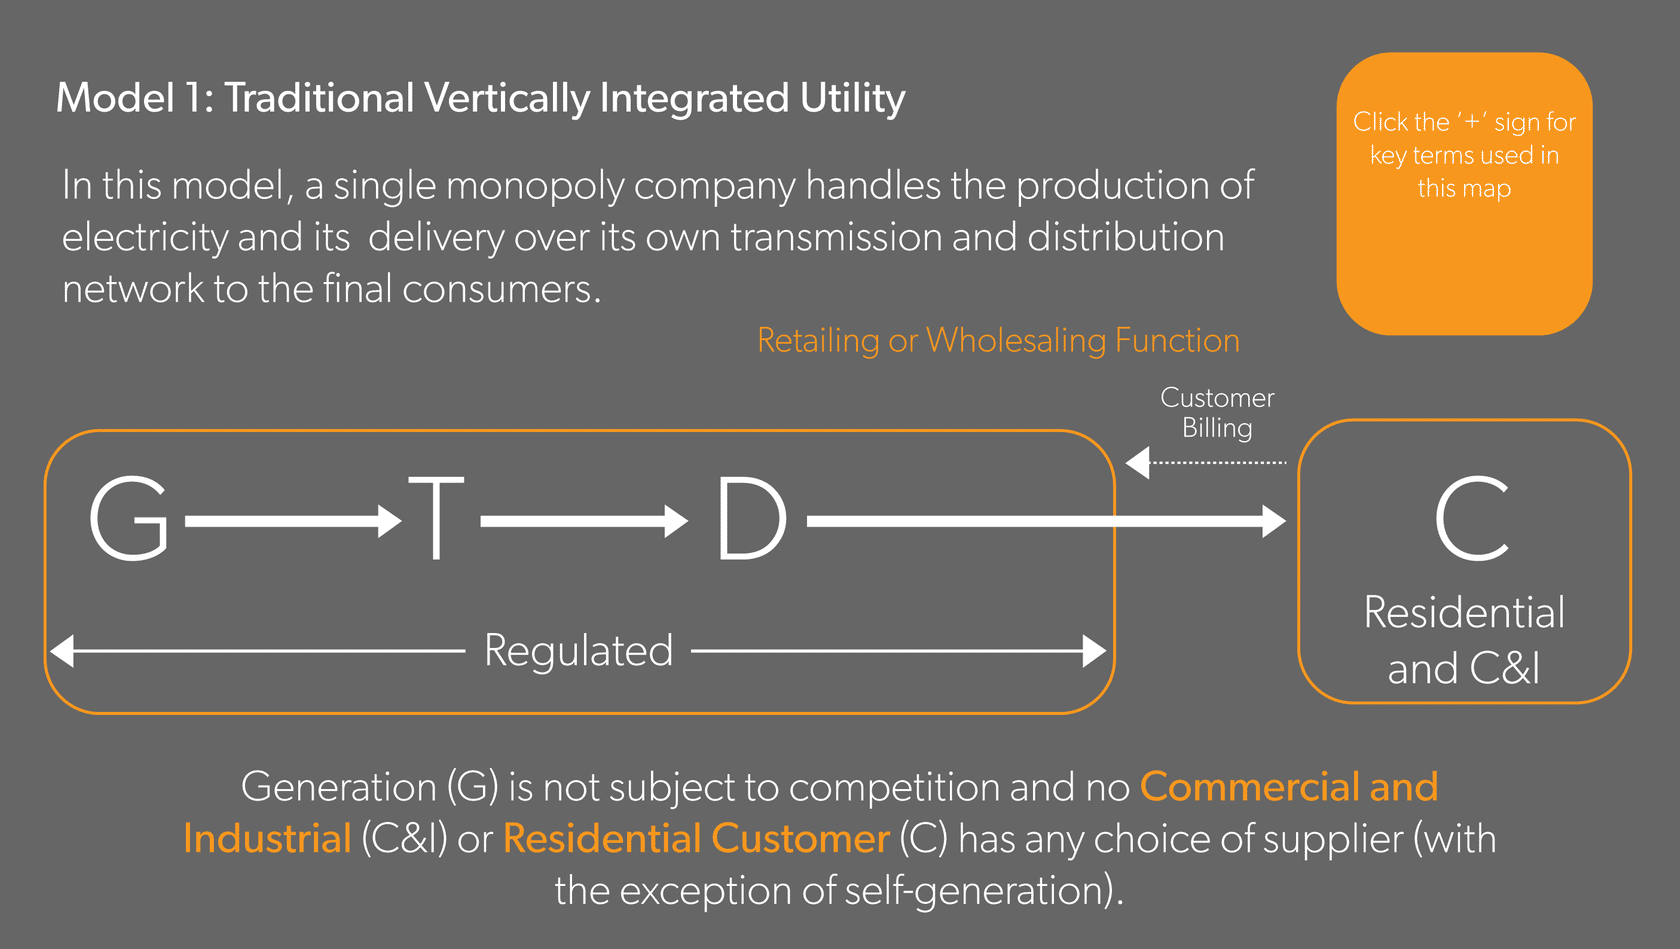 Model 1: Traditional Vertically Integrated Utility
Click the ‘+’ sign for
key terms used in
this map
In this model, a single monopoly company handles the production of
electricity and its delivery over its own transmission and distribution
network to the final consumers.
Retailing or Wholesaling Function
Customer
Billing
G T D C
Residential
and C&I
Regulated
Generation (G) is not subject to competition and no Commercial and
Industrial (C&I) or Residential Customer (C) has any choice of supplier (with
the exception of self-generation).